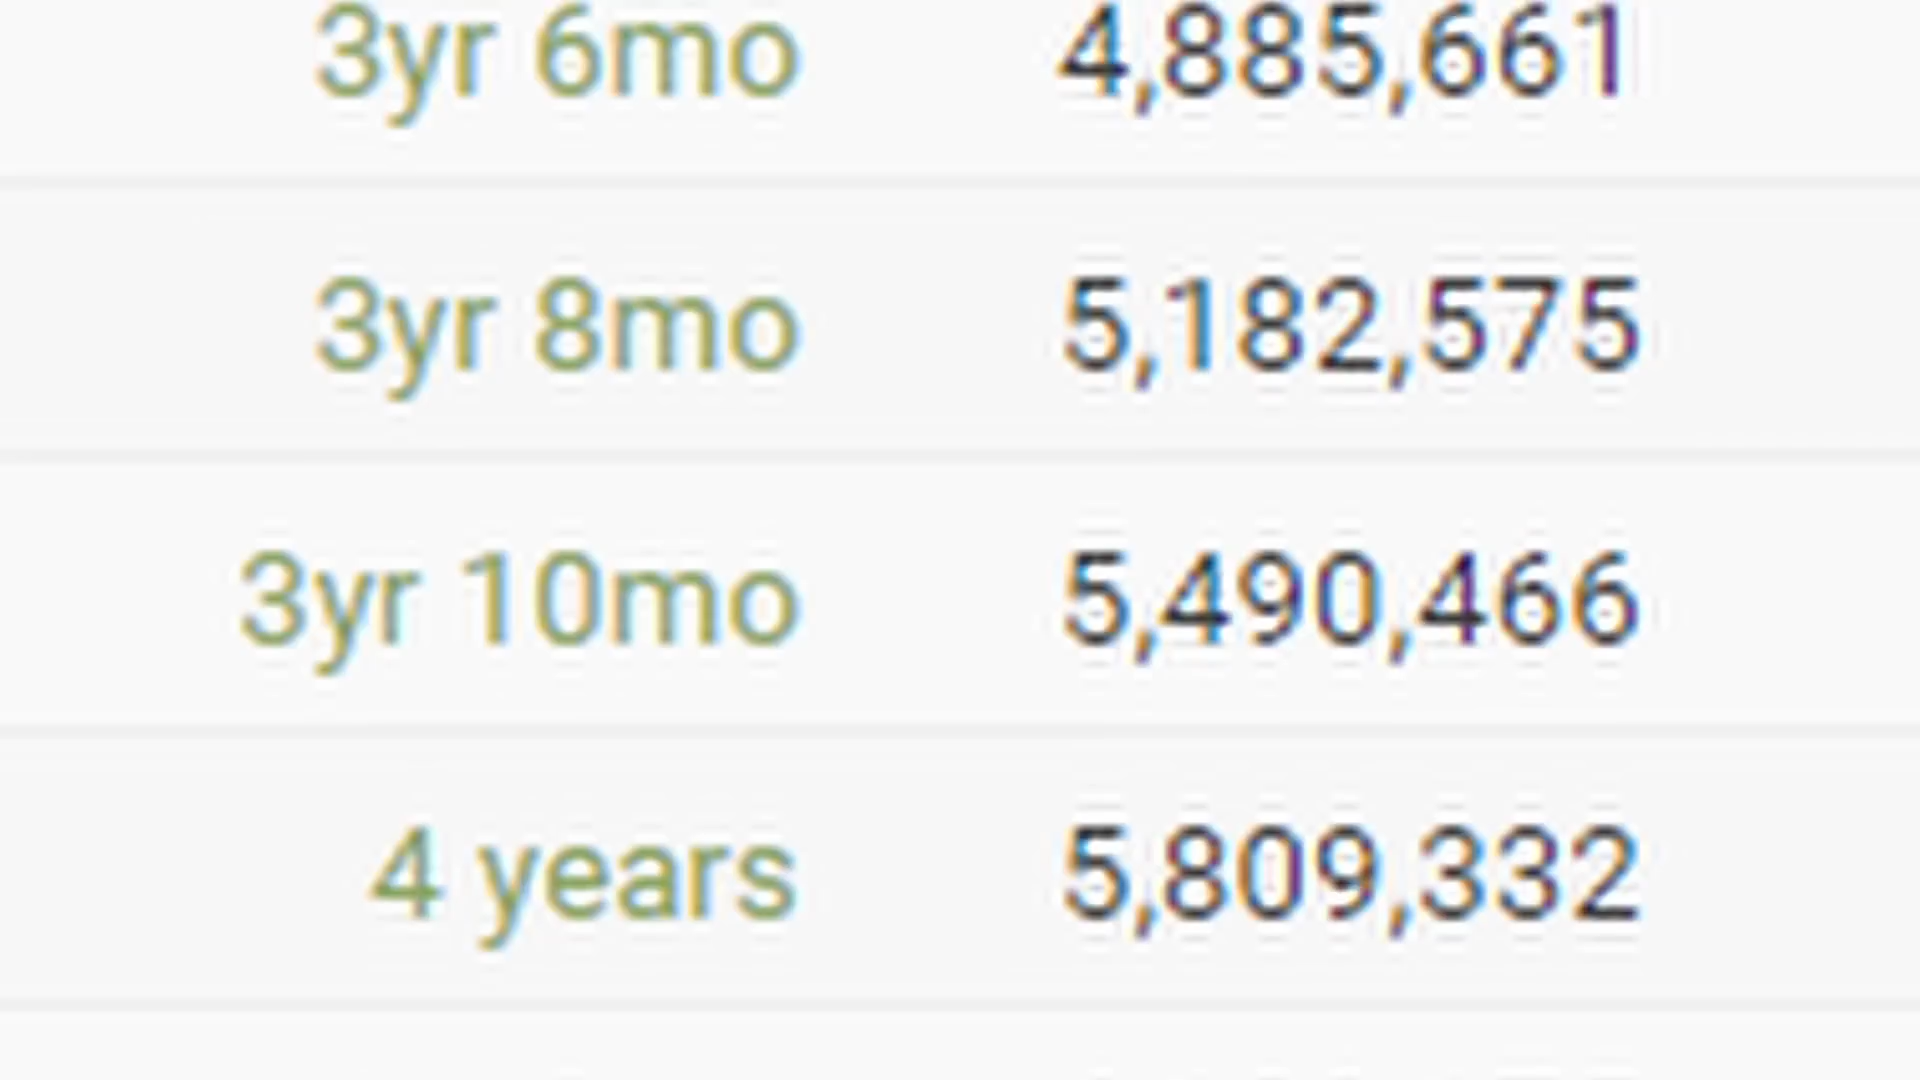 3yr 6mo 4,885,661
3yr 8mo 5,182,575
3yr 10mo 5,490,466
4 years 5,809,332